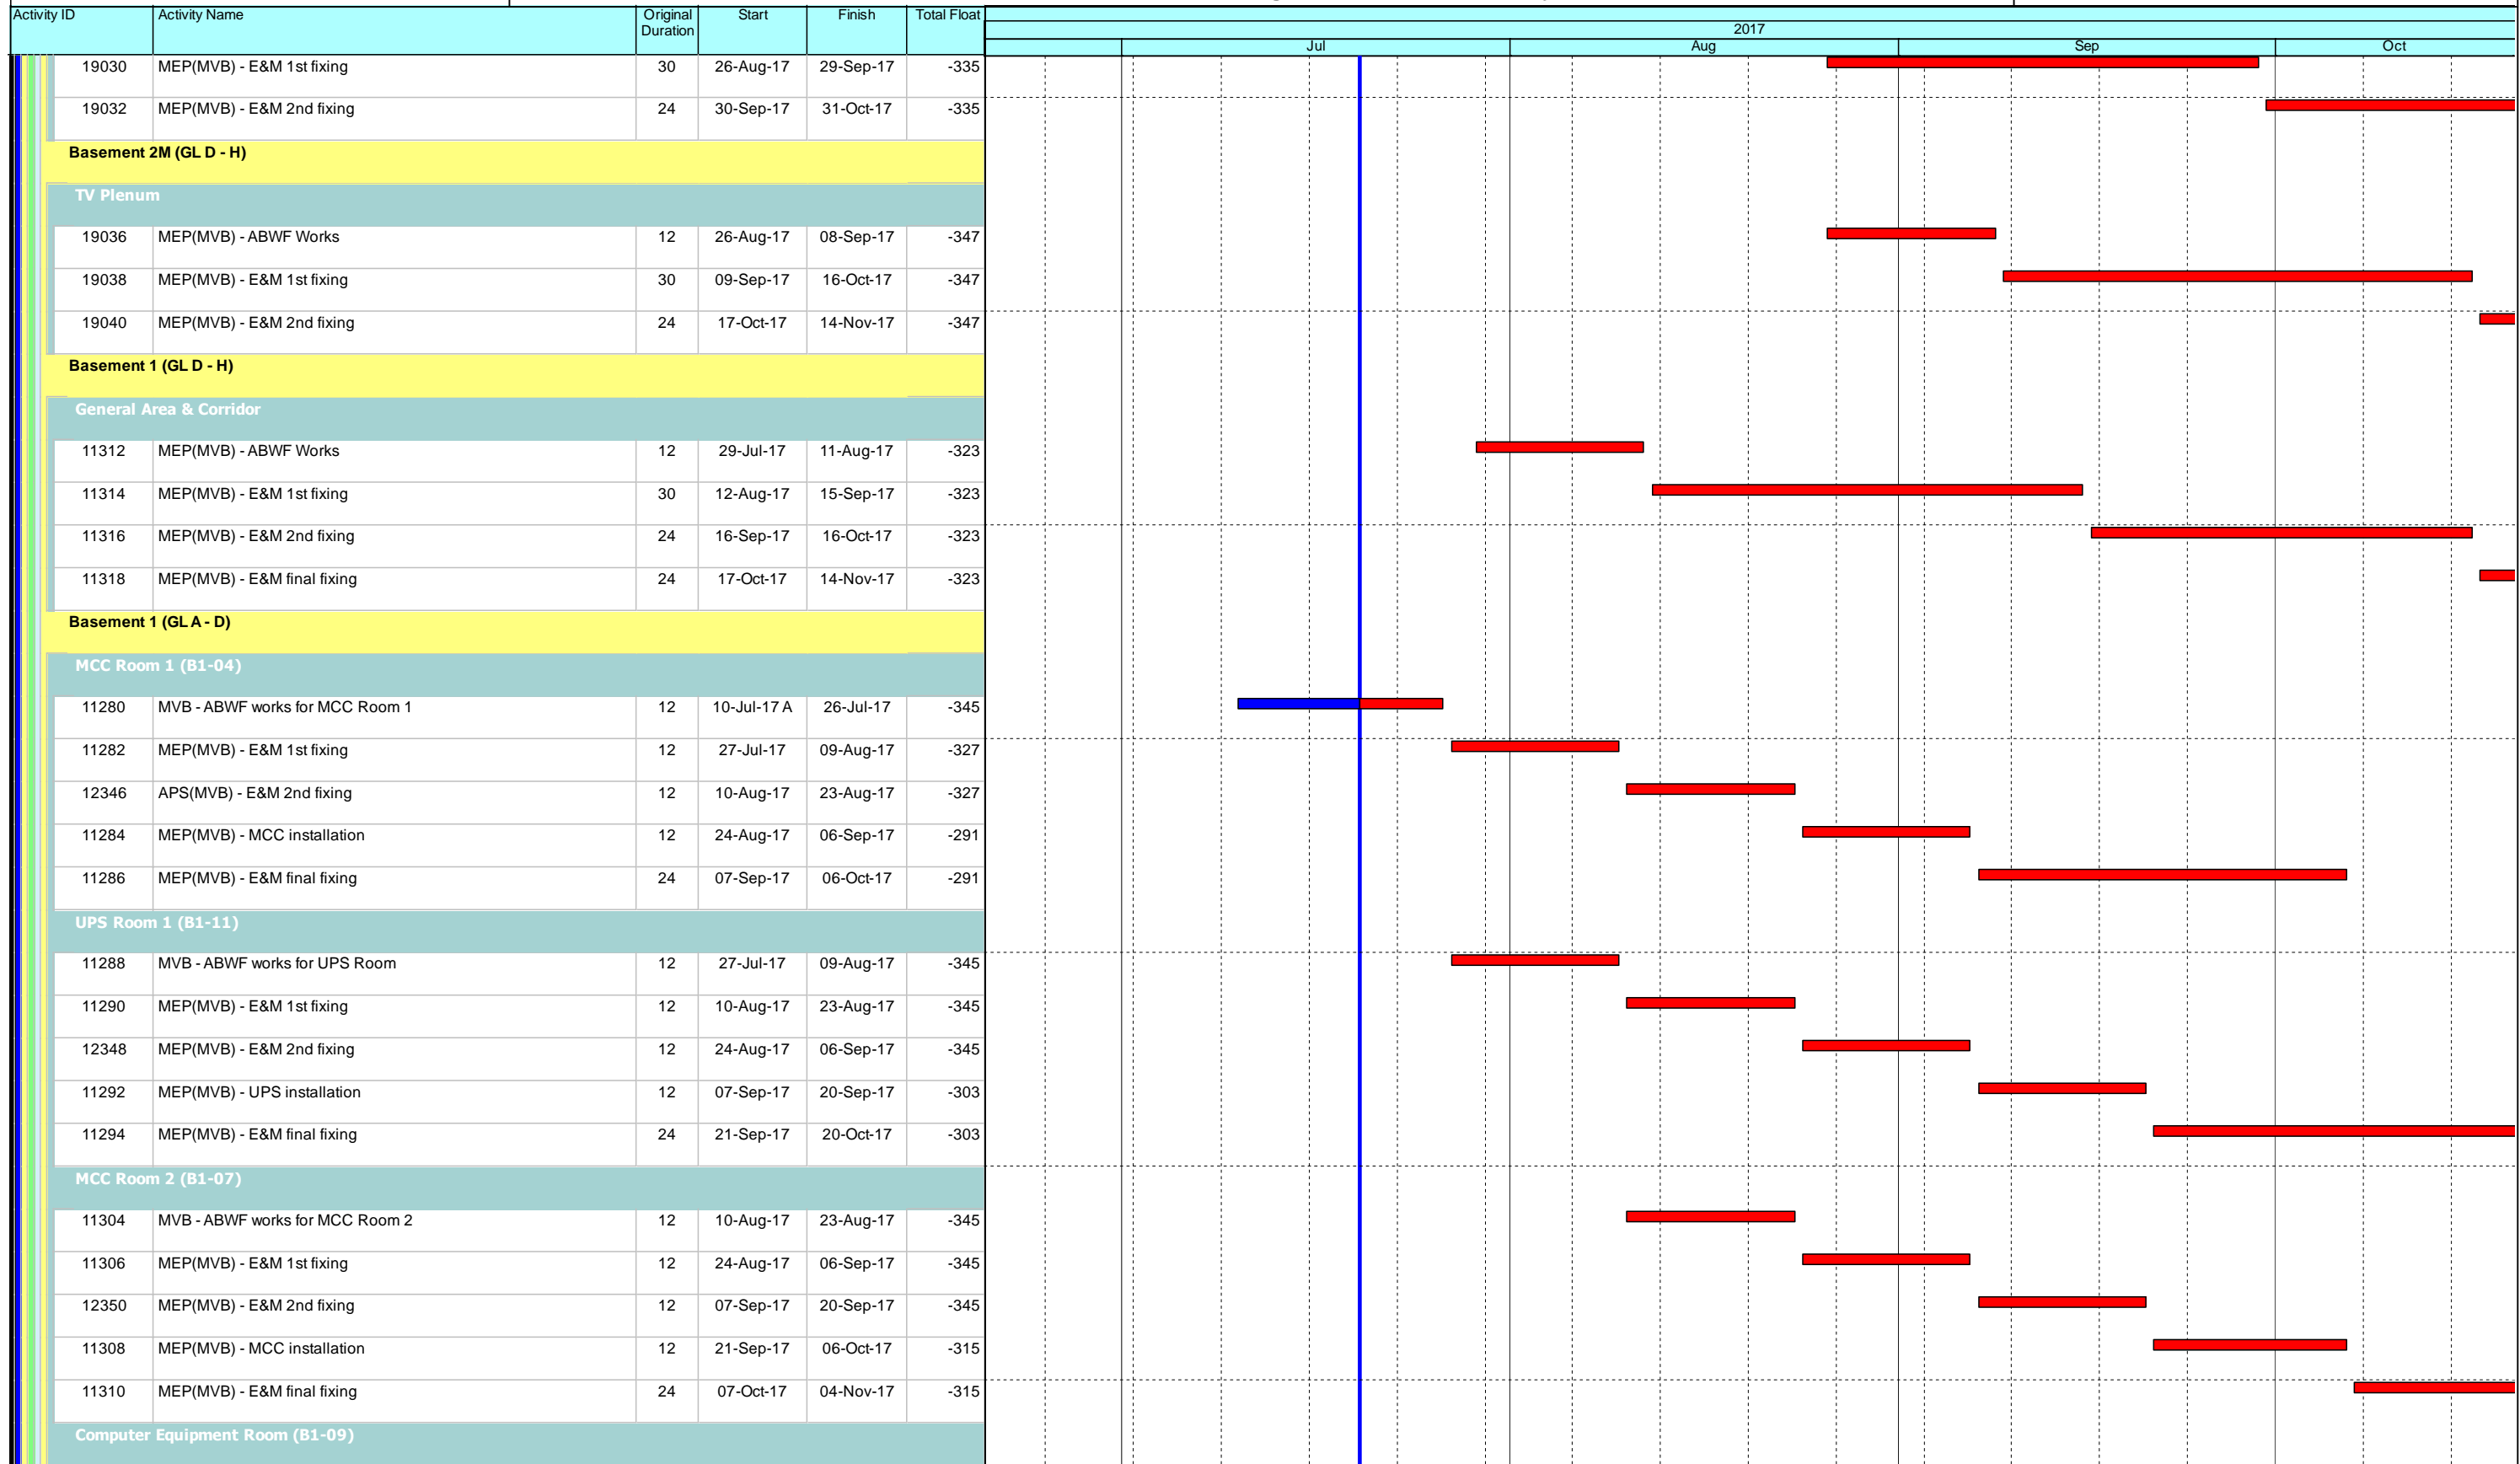 Activity ID Activity Name Original Duration Start Finish Total Float
2017
Jul Aug Sep Oct
19030 MEP(MVB) - E&M 1st fixing 30 26-Aug-17 29-Sep-17 -335
19032 MEP(MVB) - E&M 2nd fixing 24 30-Sep-17 31-Oct-17 -335
Basement 2M (GL D - H)
TV Plenum
19036 MEP(MVB) - ABWF Works 12 26-Aug-17 08-Sep-17 -347
19038 MEP(MVB) - E&M 1st fixing 30 09-Sep-17 16-Oct-17 -347
19040 MEP(MVB) - E&M 2nd fixing 24 17-Oct-17 14-Nov-17 -347
Basement 1 (GL D - H)
General Area & Corridor
11312 MEP(MVB) - ABWF Works 12 29-Jul-17 11-Aug-17 -323
11314 MEP(MVB) - E&M 1st fixing 30 12-Aug-17 15-Sep-17 -323
11316 MEP(MVB) - E&M 2nd fixing 24 16-Sep-17 16-Oct-17 -323
11318 MEP(MVB) - E&M final fixing 24 17-Oct-17 14-Nov-17 -323
Basement 1 (GL A - D)
MCC Room 1 (B1-04)
11280 MVB - ABWF works for MCC Room 1 12 10-Jul-17 A 26-Jul-17 -345
11282 MEP(MVB) - E&M 1st fixing 12 27-Jul-17 09-Aug-17 -327
12346 APS(MVB) - E&M 2nd fixing 12 10-Aug-17 23-Aug-17 -327
11284 MEP(MVB) - MCC installation 12 24-Aug-17 06-Sep-17 -291
11286 MEP(MVB) - E&M final fixing 24 07-Sep-17 06-Oct-17 -291
UPS Room 1 (B1-11)
11288 MVB - ABWF works for UPS Room 12 27-Jul-17 09-Aug-17 -345
11290 MEP(MVB) - E&M 1st fixing 12 10-Aug-17 23-Aug-17 -345
12348 MEP(MVB) - E&M 2nd fixing 12 24-Aug-17 06-Sep-17 -345
11292 MEP(MVB) - UPS installation 12 07-Sep-17 20-Sep-17 -303
11294 MEP(MVB) - E&M final fixing 24 21-Sep-17 20-Oct-17 -303
MCC Room 2 (B1-07)
11304 MVB - ABWF works for MCC Room 2 12 10-Aug-17 23-Aug-17 -345
11306 MEP(MVB) - E&M 1st fixing 12 24-Aug-17 06-Sep-17 -345
12350 MEP(MVB) - E&M 2nd fixing 12 07-Sep-17 20-Sep-17 -345
11308 MEP(MVB) - MCC installation 12 21-Sep-17 06-Oct-17 -315
11310 MEP(MVB) - E&M final fixing 24 07-Oct-17 04-Nov-17 -315
Computer Equipment Room (B1-09)